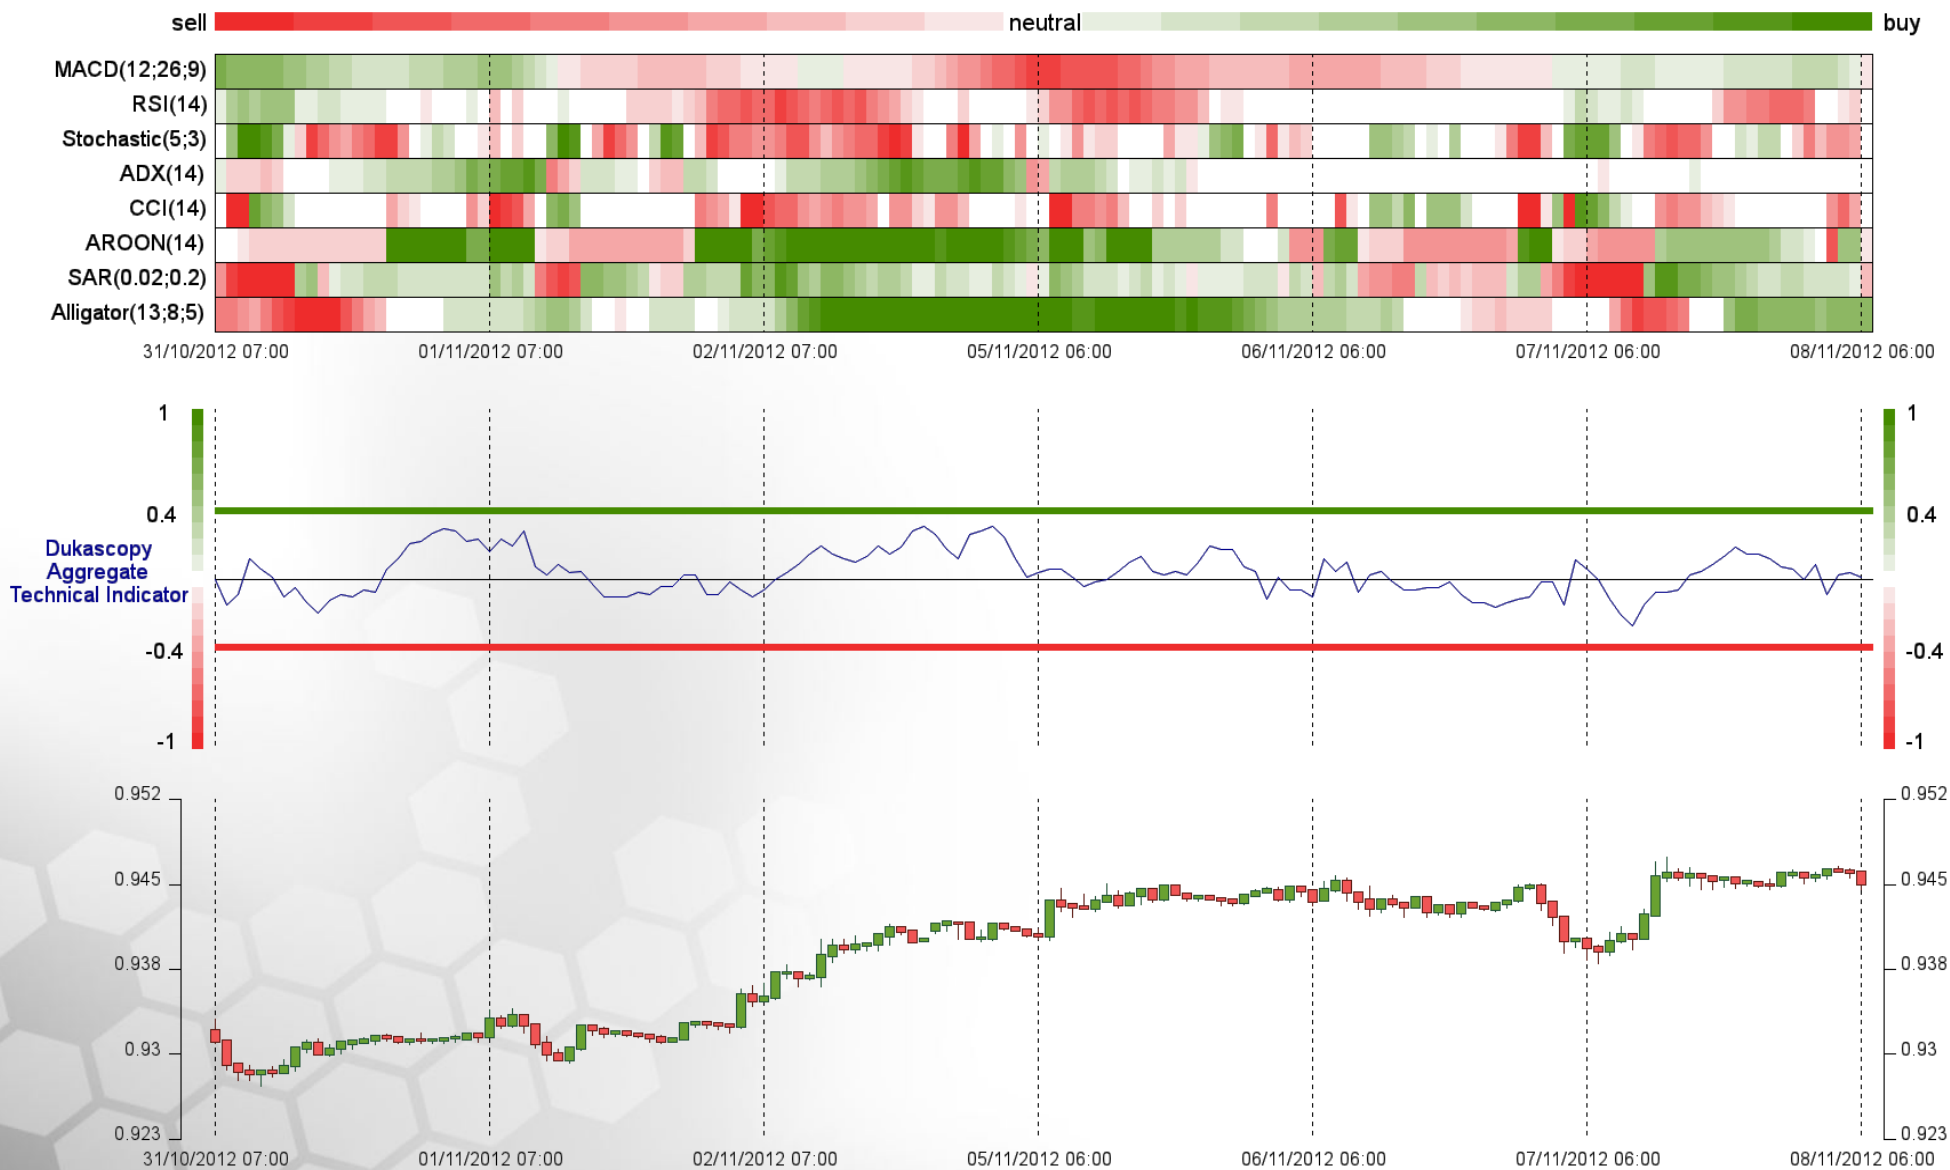 sell neutral buy
MACD(12;26;9)
RSI(14)
Stochastic(5;3)
ADX(14)
CCI(14)
AROON(14)
SAR(0.02;0.2)
Alligator(13;8;5)
31/10/2012 07:00 01/11/2012 07:00 02/11/2012 07:00 05/11/2012 06:00 06/11/2012 06:00 07/11/2012 06:00 08/11/2012 06:00
1 1
0.4 0.4
Dukascopy
Aggregate
Technical Indicator
-0.4 -0.4
-1 -1
0.952 0.952
0.945 0.945
0.938 0.938
0.93 0.93
0.923 0.923
31/10/2012 07:00 01/11/2012 07:00 02/11/2012 07:00 05/11/2012 06:00 06/11/2012 06:00 07/11/2012 06:00 08/11/2012 06:00